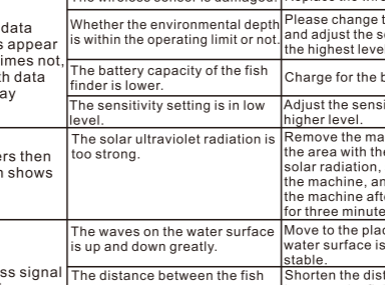 The wireless sensor is damaged.
data
s appear
imes not,
th data
ay
Whether the environmental depth
is within the operating limit or not.
Please change t
and adjust the s
the highest leve
The battery capacity of the fish
finder is lower.
Charge for the b
The sensitivity setting is in low
level.
Adjust the sensi
higher level.
ers then
n shows
The solar ultraviolet radiation is
too strong.
Remove the ma
the area with the
solar radiation,
the machine, an
the machine afte
for three minute
The waves on the water surface
is up and down greatly.
Move to the plac
water surface is
stable.
ss signal
The distance between the fish
Shorten the dist